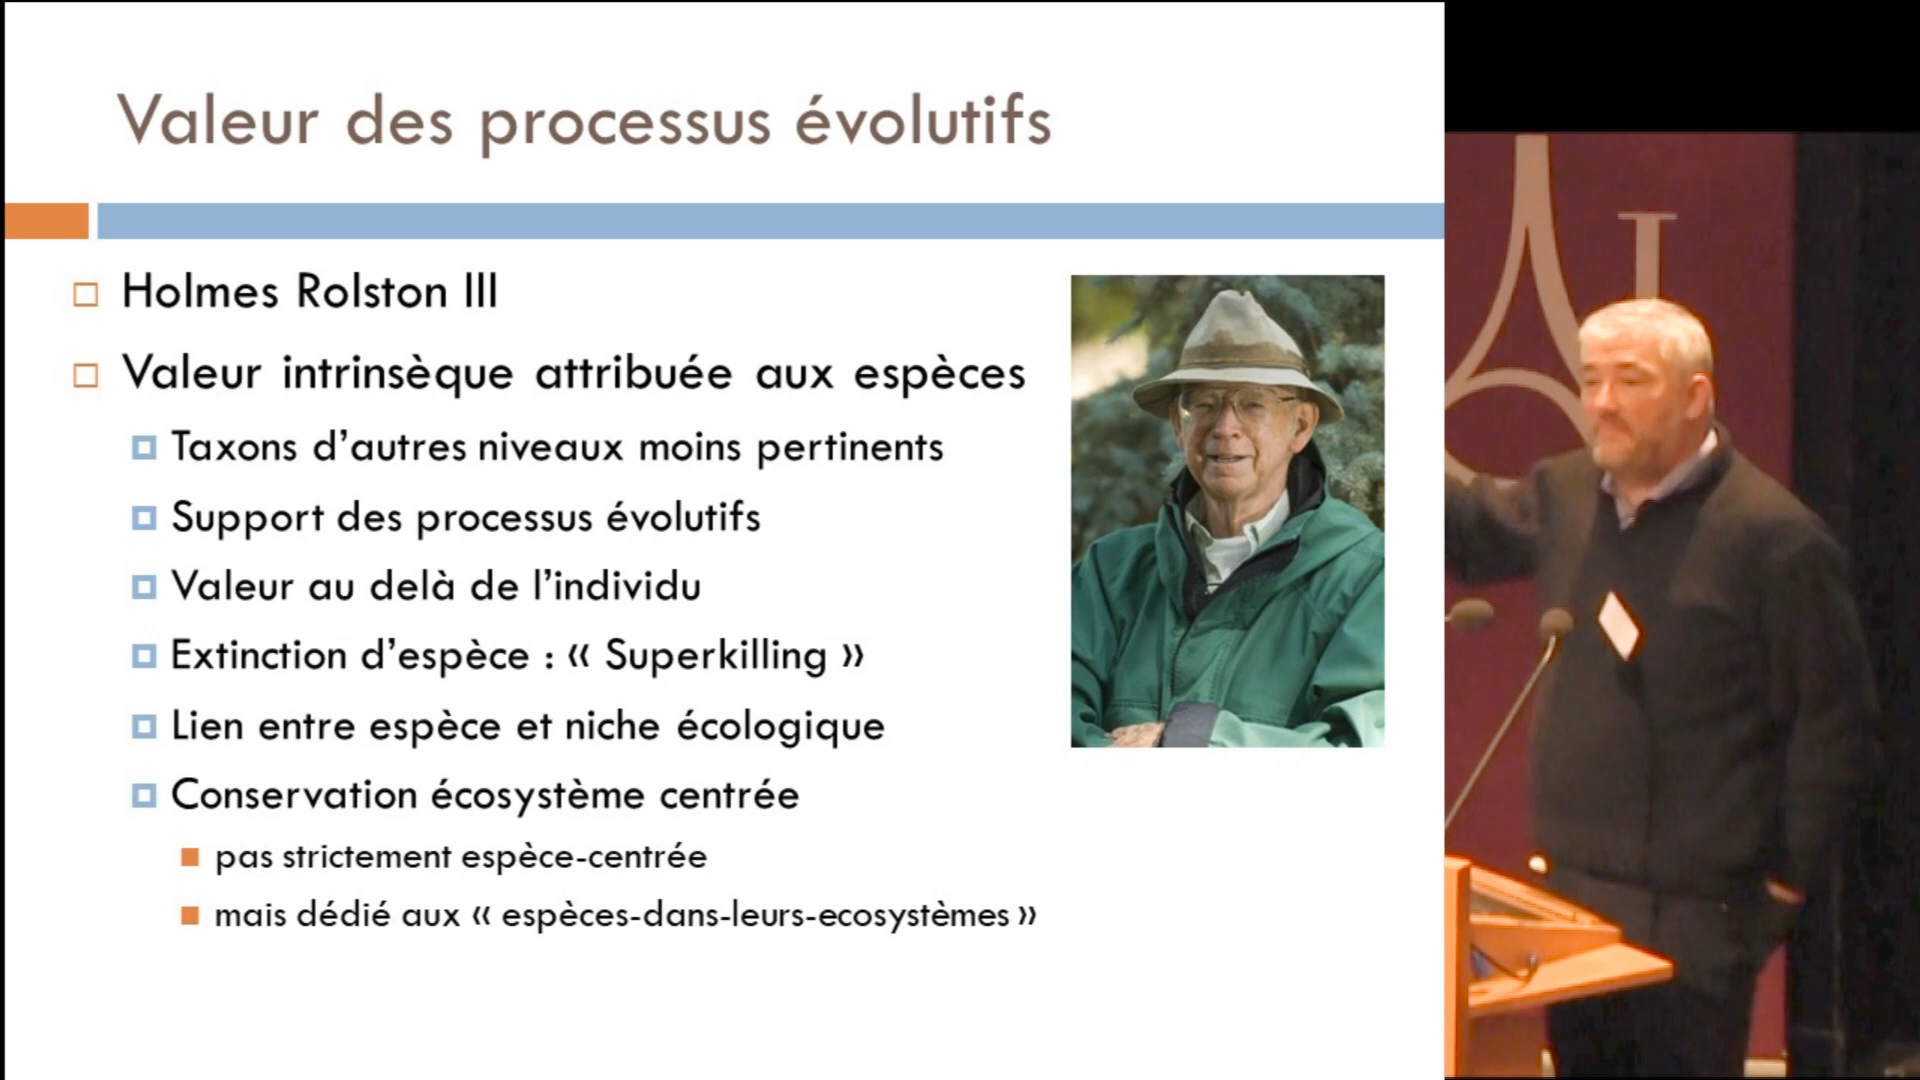 Valeur des processus évolutifs
Holmes Rolston III
Valeur intrinsèque attribuée aux espèces
Taxons d’autres niveaux moins pertinents
Support des processus évolutifs
Valeur au delà de l’individu
Extinction d’espèce : « Superkilling »
Lien entre espèce et niche écologique
Conservation écosystème centrée
pas strictement espèce-centrée
mais dédié aux « espèces-dans-leurs-ecosystèmes »